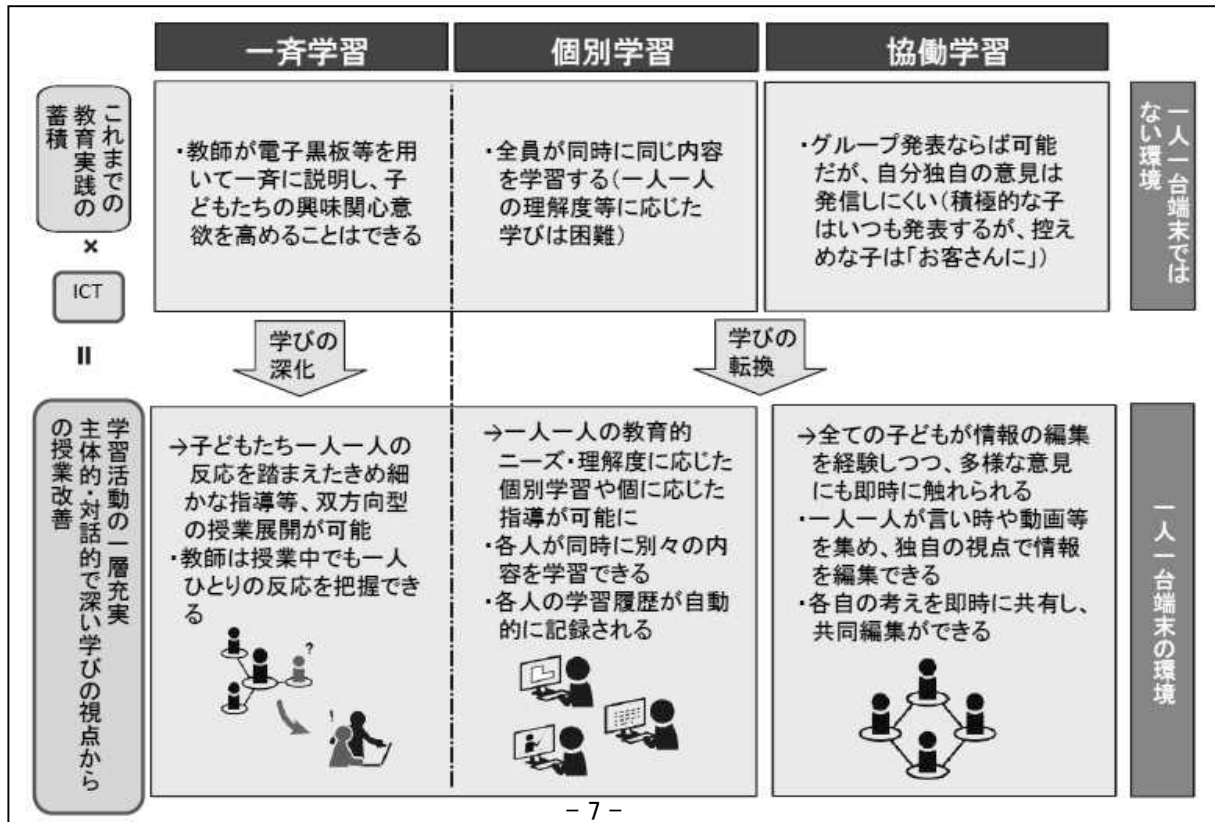 一斉学習
個別学習
協働学習
これまでの
教育実践の
蓄積
×
ICT
=
学習活動の一層充実
主体的・対話的で深い学びの視点から
の授業改善
・教師が電子黒板等を用
いて一斉に説明し、子
どもたちの興味関心意
欲を高めることはできる
・全員が同時に同じ内容
を学習する(一人一人
の理解度等に応じた
学びは困難)
・グループ発表ならば可能
だが、自分独自の意見は
発信しにくい(積極的な子
はいつも発表するが、控え
めな子は「お客さんに」)
一人一台端末では
ない環境
学びの
深化
学びの
転換
→子どもたち一人一人の
反応を踏まえたきめ細
かな指導等、双方向型
の授業展開が可能
・教師は授業中でも一人
ひとりの反応を把握でき
る
?
!
→一人一人の教育的
ニーズ・理解度に応じた
個別学習や個に応じた
指導が可能に
・各人が同時に別々の内
容を学習できる
・各人の学習履歴が自動
的に記録される
→全ての子どもが情報の編集
を経験しつつ、多様な意見
にも即時に触れられる
・一人一人が言い時や動画等
を集め、独自の視点で情報
を編集できる
・各自の考えを即時に共有し、
共同編集ができる
一人一台端末の環境
- 7 -